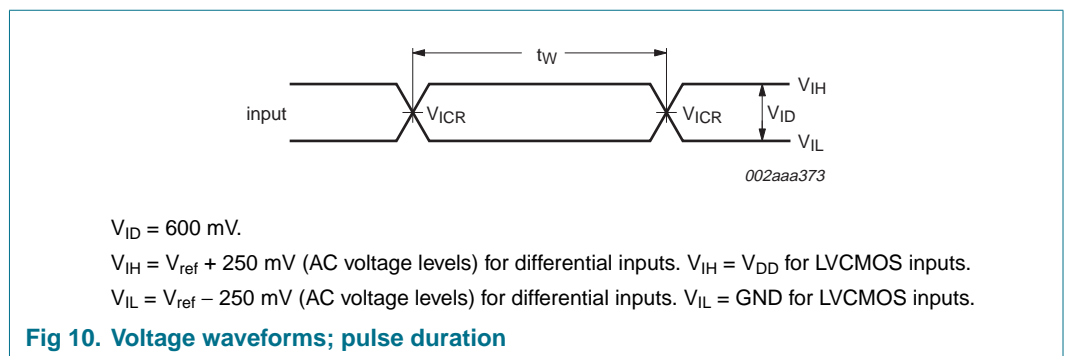 tW
VIH
input
VICR
VICR
VID
VIL
002aaa373
VID = 600 mV.
VIH = Vref + 250 mV (AC voltage levels) for differential inputs. VIH = VDD for LVCMOS inputs.
VIL = Vref − 250 mV (AC voltage levels) for differential inputs. VIL = GND for LVCMOS inputs.
Fig 10. Voltage waveforms; pulse duration